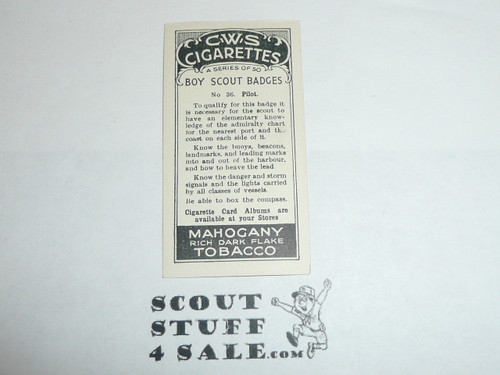 C.W.S
CIGARETTES
A SERIES OF 50
BOY SCOUT BADGES
No 36. Pilot.
To qualify for this badge it
is necessary for the scout to
have an elementary know-
ledge of the admiralty chart
for the nearest port and th
coast on each side of it.
Know the buoys, beacons,
landmarks, and leading marks
into and out of the harbour,
and how to heave the lead
Know the danger and storm
signals and the lights carried
by all classes of vessels.
Be able to box the compass.
Cigarette Card Albums are
available at your Stores
MAHOGANY
RICH DARK FLAKE
TOBACCO
SCOUT
STUFF
4 SALE.COM